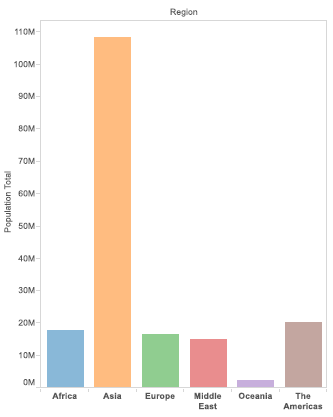 Region
Population Total
110M
100M
90M
80M
70M
60M
50M
40M
30M
20M
10M
0M
Africa
Asia
Europe
Middle
East
Oceania
The
Americas